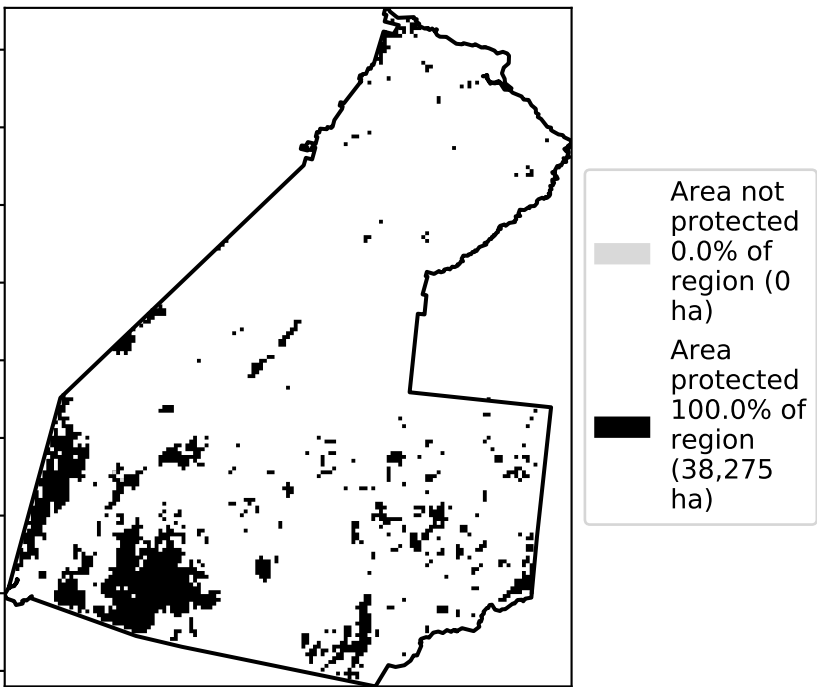 Area not
protected
0.0% of
region (0
ha)
Area
protected
100.0% of
region
(38,275
ha)